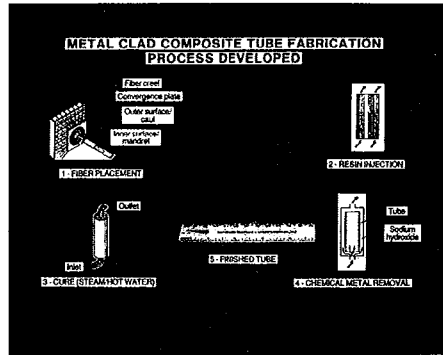 METAL CLAD COMPOSITE TUBE FABRICATION
PROCESS DEVELOPED
Fiber creel
Convergence plate
Outer surface/
caul
Inner surface/
mandrel
1 - FIBER PLACEMENT
2 - RESIN INJECTION
Outlet
Inlet
3 - CURE (STEAM/HOT WATER)
5 - FINISHED TUBE
Tube
Sodium
hydroxide
4 - CHEMICAL METAL REMOVAL